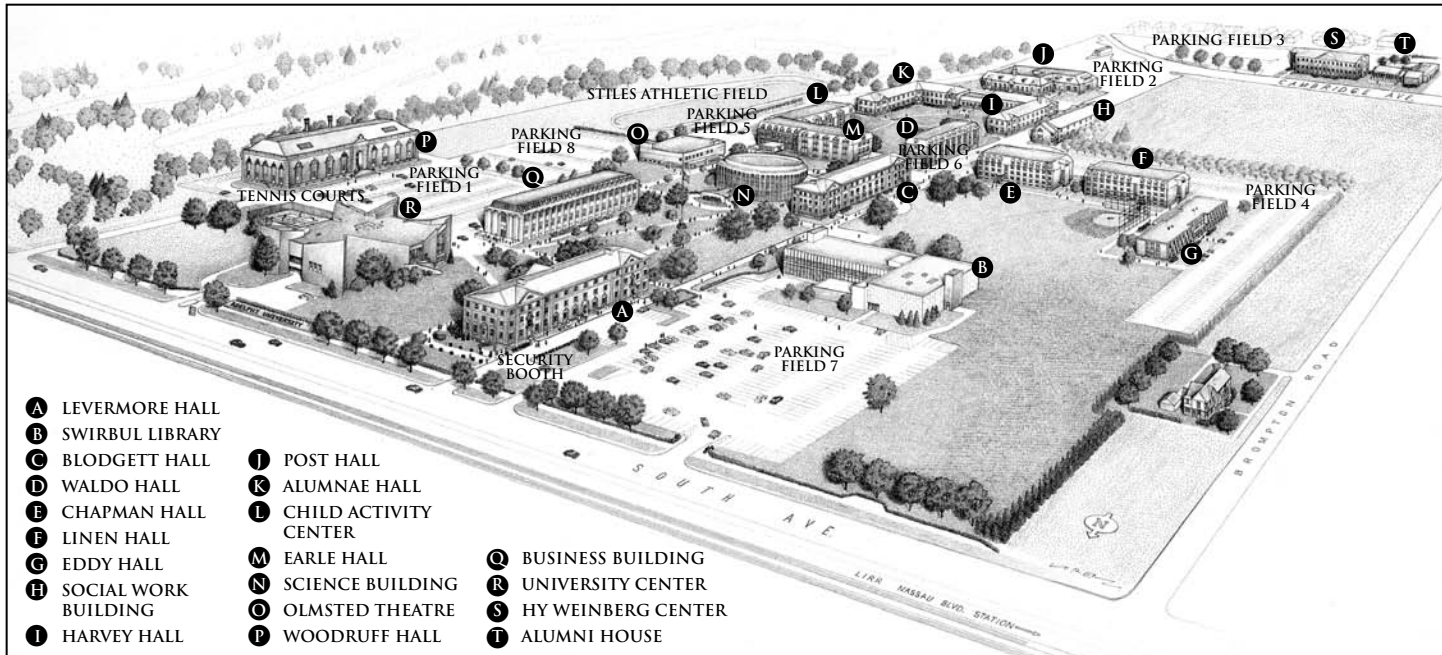 PARKING FIELD 3
S
T
J
PARKING
FIELD 2
CAMBRIDGE AVE.
K
STILES ATHLETIC FIELD
L
I
H
PARKING
FIELD 5
O
M
D
P
PARKING
FIELD 8
PARKING
FIELD 6
F
Q
PARKING
FIELD 1
TENNIS COURTS
R
N
C
E
PARKING
FIELD 4
G
B
A
ADELPHI UNIVERSITY
SECURITY
BOOTH
PARKING
FIELD 7
BROMPTON ROAD
SOUTH AVE.
N
LIRR NASSAU BLVD. STATION
A LEVERMORE HALL
B SWIRBUL LIBRARY
C BLODGETT HALL
D WALDO HALL
E CHAPMAN HALL
F LINEN HALL
G EDDY HALL
H SOCIAL WORK
BUILDING
I HARVEY HALL
J POST HALL
K ALUMNAE HALL
L CHILD ACTIVITY
CENTER
M EARLE HALL
N SCIENCE BUILDING
O OLMSTED THEATRE
P WOODRUFF HALL
Q BUSINESS BUILDING
R UNIVERSITY CENTER
S HY WEINBERG CENTER
T ALUMNI HOUSE